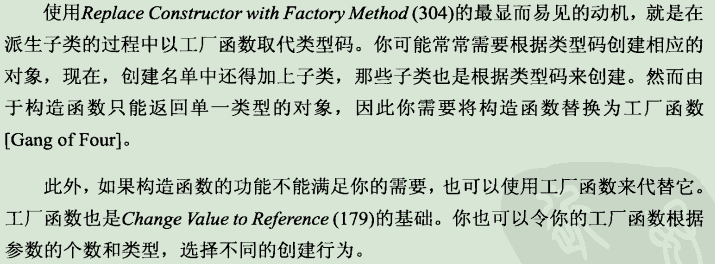 使用Replace Constructor with Factory Method (304)的最显而易见的动机，就是在
派生子类的过程中以工厂函数取代类型码。你可能常常需要根据类型码创建相应的
对象，现在，创建名单中还得加上子类，那些子类也是根据类型码来创建。然而由
于构造函数只能返回单一类型的对象，因此你需要将构造函数替换为工厂函数
[Gang of Four]。
此外，如果构造函数的功能不能满足你的需要，也可以使用工厂函数来代替它。
工厂函数也是Change Value to Reference (179)的基础。你也可以令你的工厂函数根据
参数的个数和类型，选择不同的创建行为。